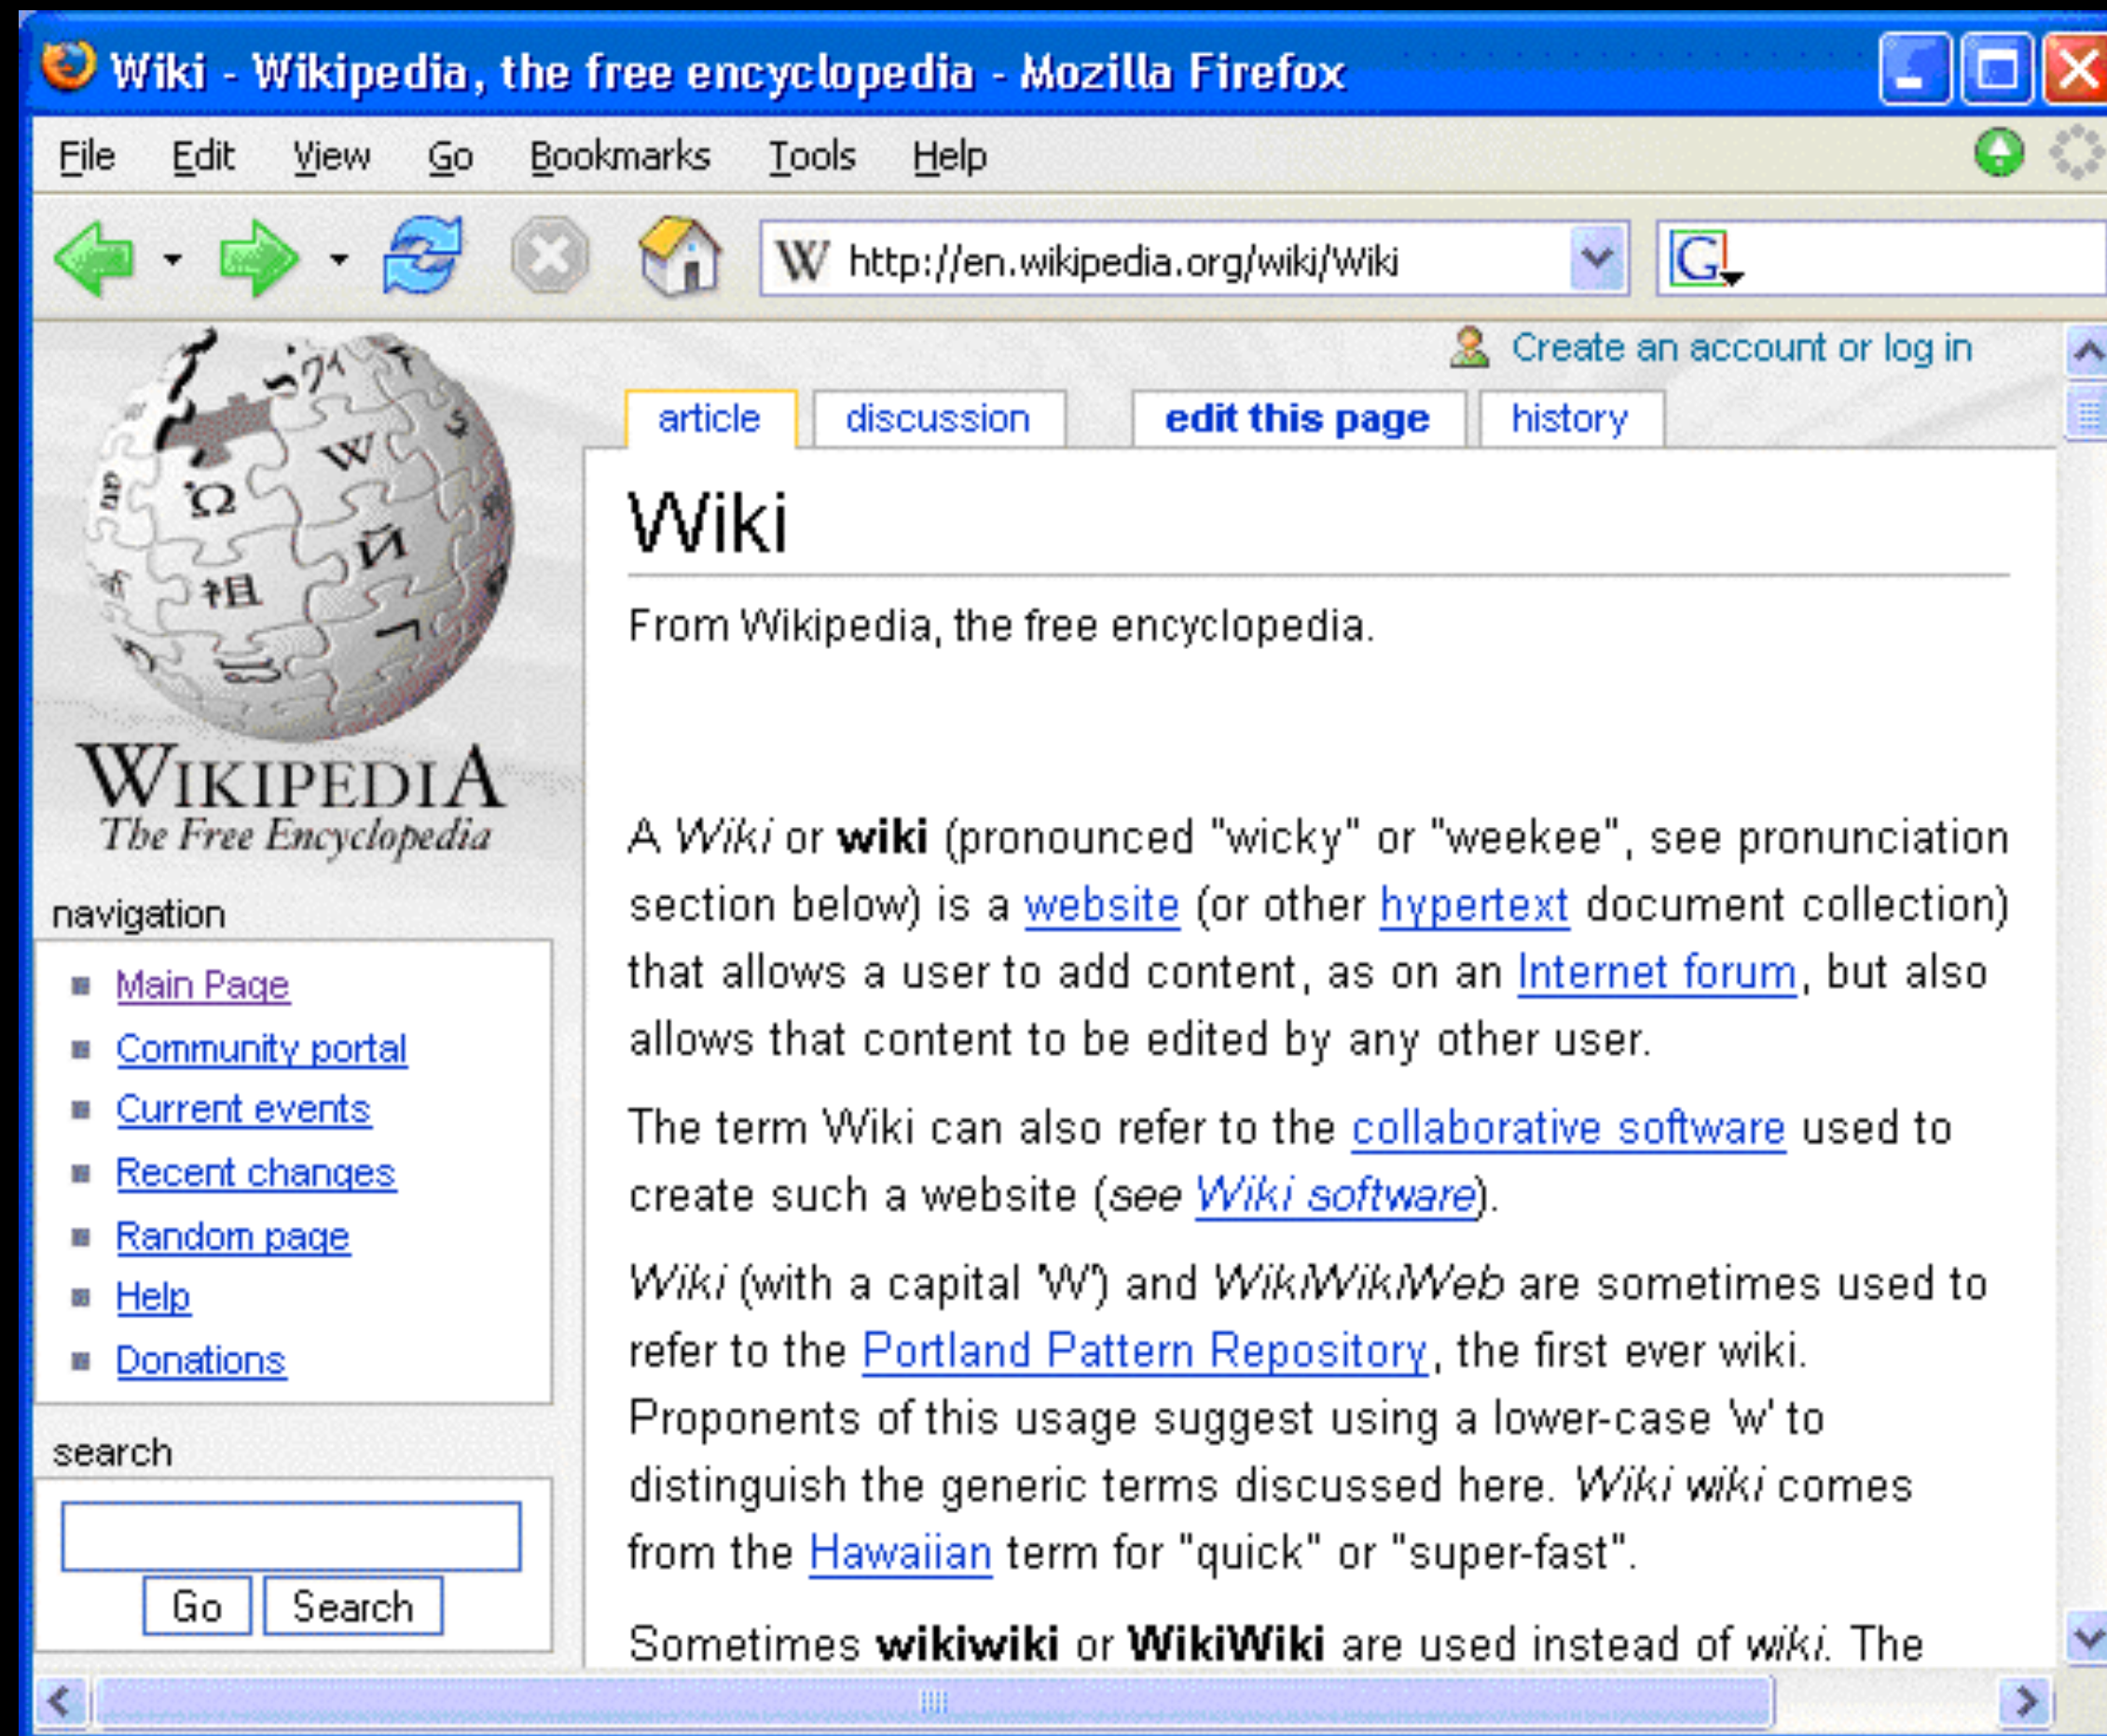 Wiki - Wikipedia, the free encyclopedia - Mozilla Firefox
File Edit View Go Bookmarks Tools Help
W http://en.wikipedia.org/wiki/Wiki G
Create an account or log in
article discussion edit this page history
W
Ω
Й
祖
WIKIPEDIA
The Free Encyclopedia
navigation
Main Page
Community portal
Current events
Recent changes
Random page
Help
Donations
search
Go Search
Wiki
From Wikipedia, the free encyclopedia.
A Wiki or wiki (pronounced "wicky" or "weekee", see pronunciation
section below) is a website (or other hypertext document collection)
that allows a user to add content, as on an Internet forum, but also
allows that content to be edited by any other user.
The term Wiki can also refer to the collaborative software used to
create such a website (see Wiki software).
Wiki (with a capital 'W') and WikiWikiWeb are sometimes used to
refer to the Portland Pattern Repository, the first ever wiki.
Proponents of this usage suggest using a lower-case 'w' to
distinguish the generic terms discussed here. Wiki wiki comes
from the Hawaiian term for "quick" or "super-fast".
Sometimes wikiwiki or WikiWiki are used instead of wiki. The